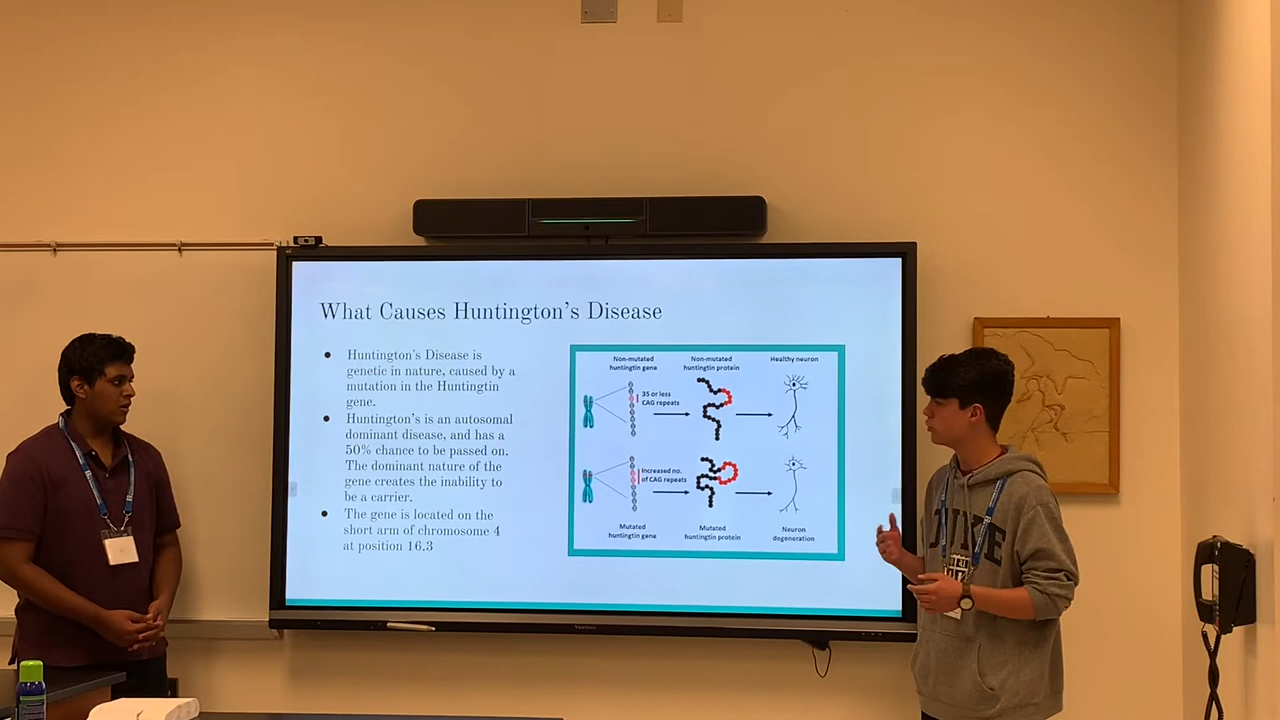 What Causes Huntington's Disease
Huntington's Disease is
genetic in nature, caused by a
mutation in the Huntingtin
gene.
Huntington's is an autosomal
dominant disease, and has a
50% chance to be passed on.
The dominant nature of the
gene creates the inability to
be a carrier.
The gene is located on the
short arm of chromosome 4
at position 16.3
Non-mutated
huntingtin gene
Non-mutated
huntingtin protein
Healthy neuron
35 or less
CAG repeats
Increased no.
of CAG repeats
Mutated
huntingtin gene
Mutated
huntingtin protein
Neuron
degeneration
ViewSonic
DUKE